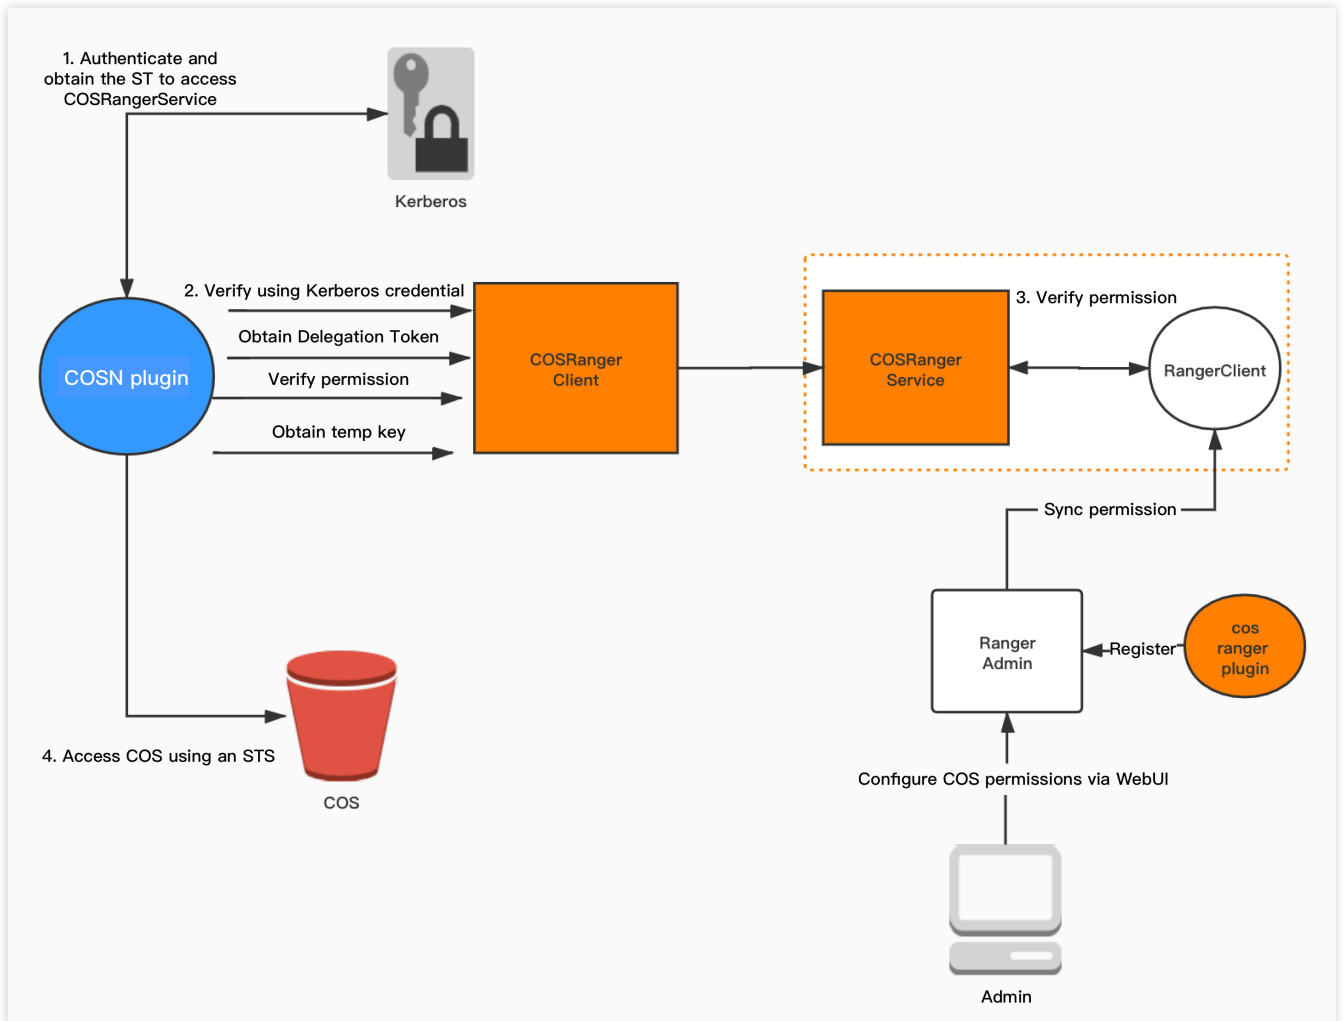 1. Authenticate and
obtain the ST to access
COSRangerService
Kerberos
2. Verify using Kerberos credential
Obtain Delegation Token
Verify permission
Obtain temp key
COSN plugin
COSRanger
Client
COSRanger
Service
3. Verify permission
RangerClient
Sync permission
Ranger
Admin
Register
cos
ranger
plugin
4. Access COS using an STS
COS
Configure COS permissions via WebUI
Admin